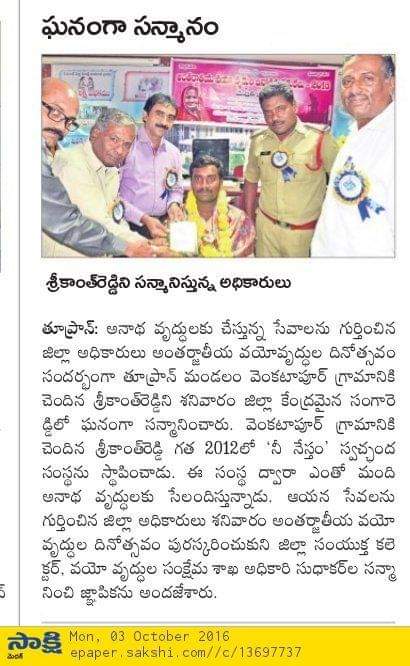 ఘనంగా సన్మానం
శ్రీకాంత్‌రెడ్డిని సన్మానిస్తున్న అధికారులు
తూప్రాన్: అనాథ వృద్ధులకు చేస్తున్న సేవాలను గుర్తించిన
జిల్లా అధికారులు అంతర్జాతీయ వయోవృద్ధుల దినోత్సవం
సందర్భంగా తూప్రాన్ మండలం వెంకటాపూర్ గ్రామానికి
చెందిన శ్రీకాంత్‌రెడ్డిని శనివారం జిల్లా కేంద్రమైన సంగారె
డ్డిలో ఘనంగా సన్మానించారు. వెంకటాపూర్ గ్రామానికి
చెందిన శ్రీకాంత్‌రెడ్డి గత 2012లో ‘నీ నేస్తం’ స్వచ్ఛంద
సంస్థను స్థాపించాడు. ఈ సంస్థ ద్వారా ఎంతో మంది
అనాథ వృద్ధులకు సేలందిస్తున్నాడు. ఆయన సేవలను
గుర్తించిన జిల్లా అధికారులు శనివారం అంతర్జాతీయ వయో
వృద్ధుల దినోత్సవం పురస్కరించుకుని జిల్లా సంయుక్త కలె
క్టర్, వయో వృద్ధుల సంక్షేమ శాఖ అధికారి సుధాకర్‌ల సన్మా
నించి జ్ఞాపికను అందజేశారు.
సాక్షి
మెదక్
Mon, 03 October 2016
epaper.sakshi.com//c/13697737